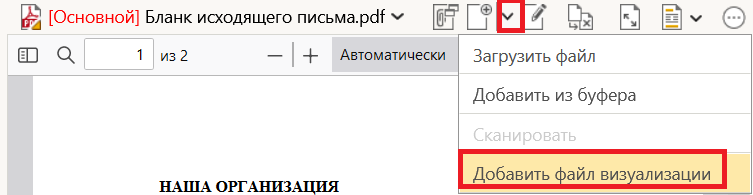 [Основной] Бланк исходящего письма.pdf
1 из 2
Автоматически
Загрузить файл
Добавить из буфера
Сканировать
Добавить файл визуализации
НАША ОРГАНИЗАЦИЯ